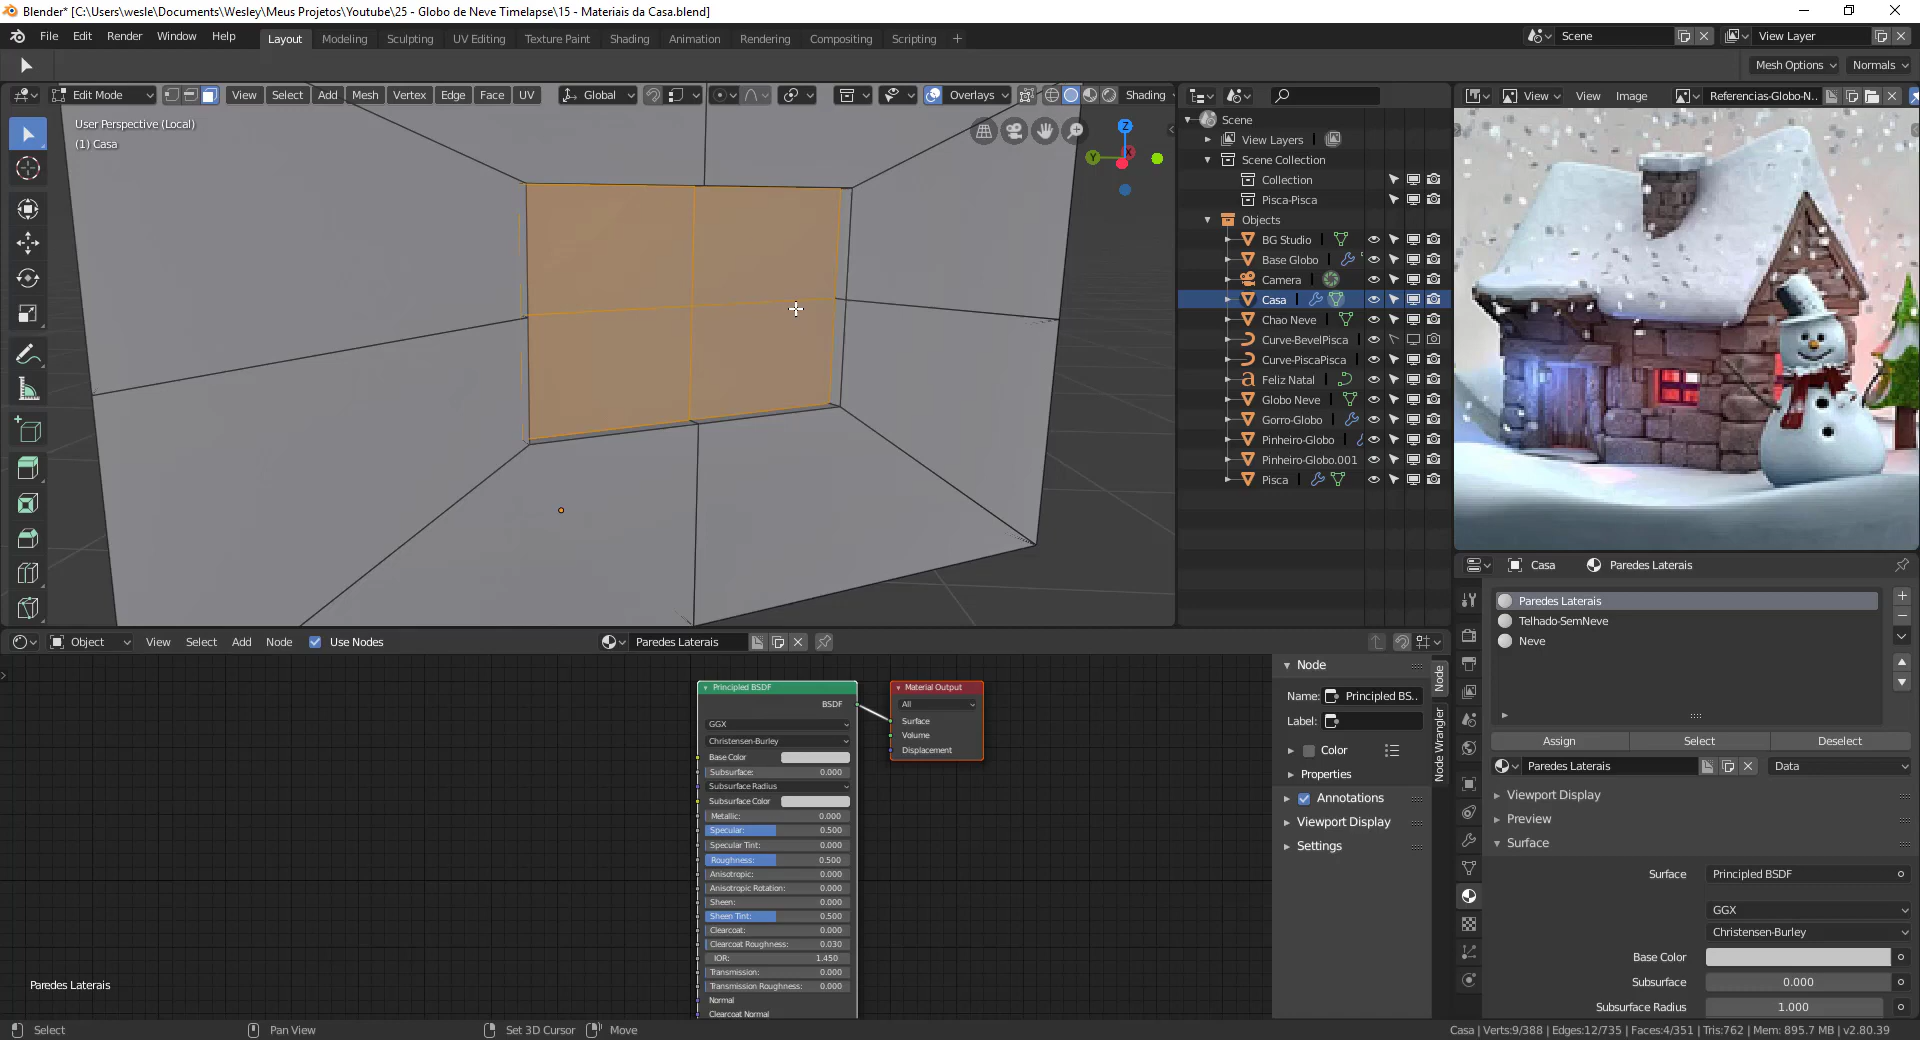 Blender* [C:\Users\wesle\Documents\Wesley\Meus Projetos\Youtube\25 - Globo de Neve Timelapse\15 - Materiais da Casa.blend]
File Edit Render Window Help Layout Modeling Sculpting UV Editing Texture Paint Shading Animation Rendering Compositing Scripting + Scene View Layer
Mesh Options Normals
Edit Mode View Select Add Mesh Vertex Edge Face UV Global Overlays Shading View View Image Referencias-Globo-N..
User Perspective (Local)
(1) Casa
Z
Y
X
Scene
View Layers
Scene Collection
Collection
Pisca-Pisca
Objects
BG Studio
Base Globo
Camera
Casa
Chao Neve
Curve-BevelPisca
Curve-PiscaPisca
Feliz Natal
Globo Neve
Gorro-Globo
Pinheiro-Globo
Pinheiro-Globo.001
Pisca
Casa Paredes Laterais
Paredes Laterais
Telhado-SemNeve
Neve
Assign Select Deselect
Paredes Laterais Data
Viewport Display
Preview
Surface
Surface Principled BSDF
GGX
Christensen-Burley
Base Color
Subsurface 0.000
Subsurface Radius 1.000
Object View Select Add Node Use Nodes Paredes Laterais
Principled BSDF
BSDF
GGX
Christensen-Burley
Base Color
Subsurface: 0.000
Subsurface Radius
Subsurface Color
Metallic: 0.000
Specular: 0.500
Specular Tint: 0.000
Roughness: 0.500
Anisotropic: 0.000
Anisotropic Rotation: 0.000
Sheen: 0.000
Sheen Tint: 0.500
Clearcoat: 0.000
Clearcoat Roughness: 0.030
IOR: 1.450
Transmission: 0.000
Transmission Roughness: 0.000
Normal
Clearcoat Normal
Material Output
All
Surface
Volume
Displacement
Node
Name: Principled BS..
Label:
Color
Properties
Annotations
Viewport Display
Settings
Node
Node Wrangler
Paredes Laterais
Select Pan View Set 3D Cursor Move
Casa | Verts:9/388 | Edges:12/735 | Faces:4/351 | Tris:762 | Mem: 895.7 MB | v2.80.39